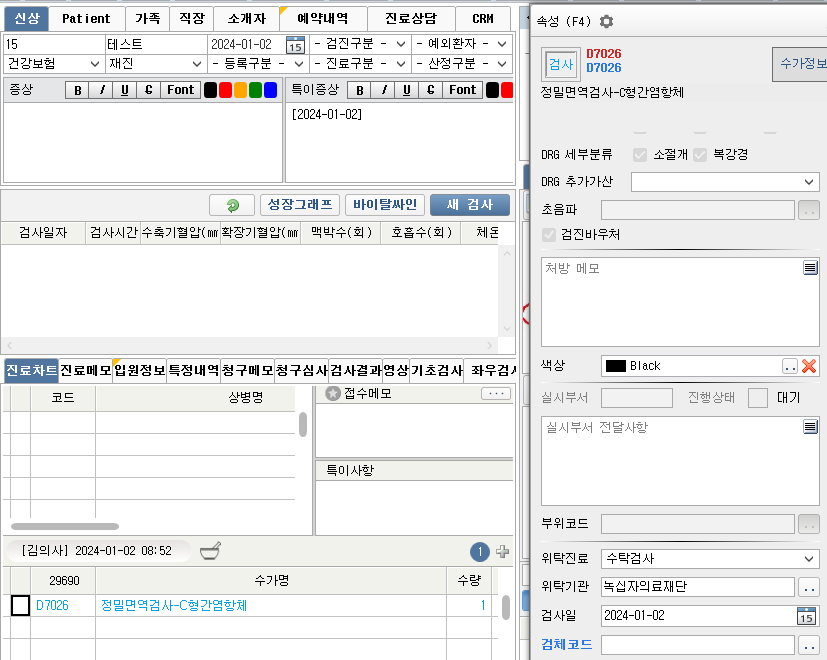 신상 Patient 가족 직장 소개자 예약내역 진료상담 CRM
15 테스트 2024-01-02 15 - 검진구분 - - 예외환자 -
건강보험 재진 - 등록구분 - - 진료구분 - - 산정구분 -
증상 B I U C Font
특이증상 B I U C Font
[2024-01-02]
성장그래프 바이탈싸인 새 검사
검사일자 검사시간 수축기혈압(㎜ 확장기혈압(㎜ 맥박수(회) 호흡수(회) 체온
진료차트 진료메모 입원정보 특정내역 청구메모 청구심사 검사결과 영상 기초검사 좌우검사
코드 상병명
접수메모 ...
특이사항
[김의사] 2024-01-02 08:52 1
29690 수가명 수량
D7026 정밀면역검사-C형간염항체 1
속성 (F4)
검사 D7026
D7026
수가정보
정밀면역검사-C형간염항체
DRG 세부분류 소절개 복강경
DRG 추가가산
초음파 ..
검진바우처
처방 메모
색상 Black ..
실시부서 진행상태 대기
실시부서 전달사항
부위코드 ..
위탁진료 수탁검사
위탁기관 녹십자의료재단 ..
검사일 2024-01-02 15
검체코드 ..